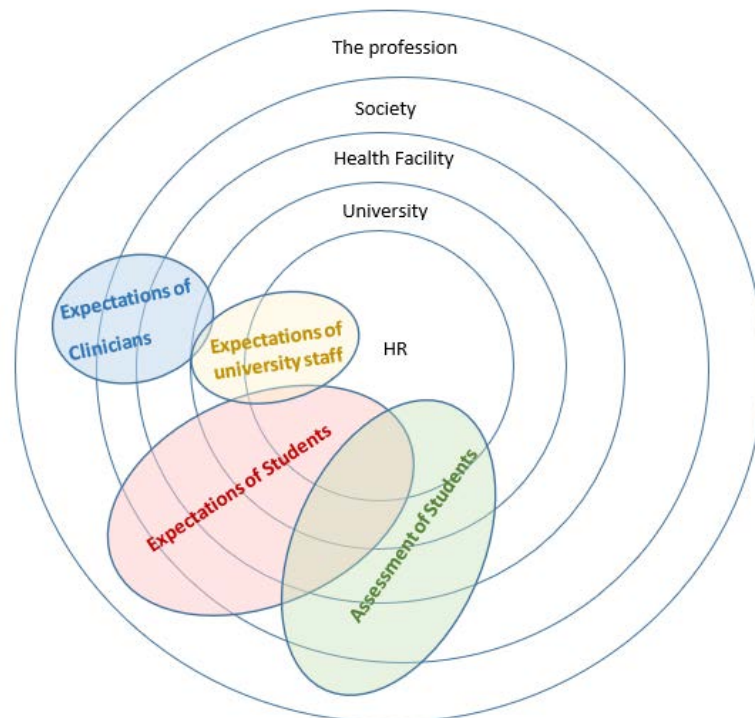 The profession
Society
Health Facility
University
Expectations of
Clinicians
Expectations of
university staff
HR
Expectations of Students
Assessment of Students